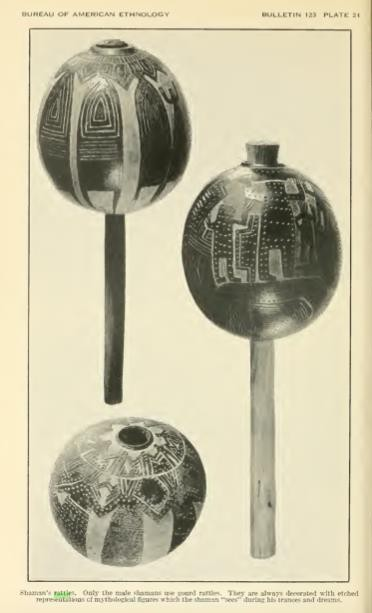 BUREAU OF AMERICAN ETHNOLOGY BULLETIN 123 PLATE 21
Shaman's rattles. Only the male shamans use gourd rattles. They are always decorated with etched
representations of mythological figures which the shaman "sees" during his trances and dreams.